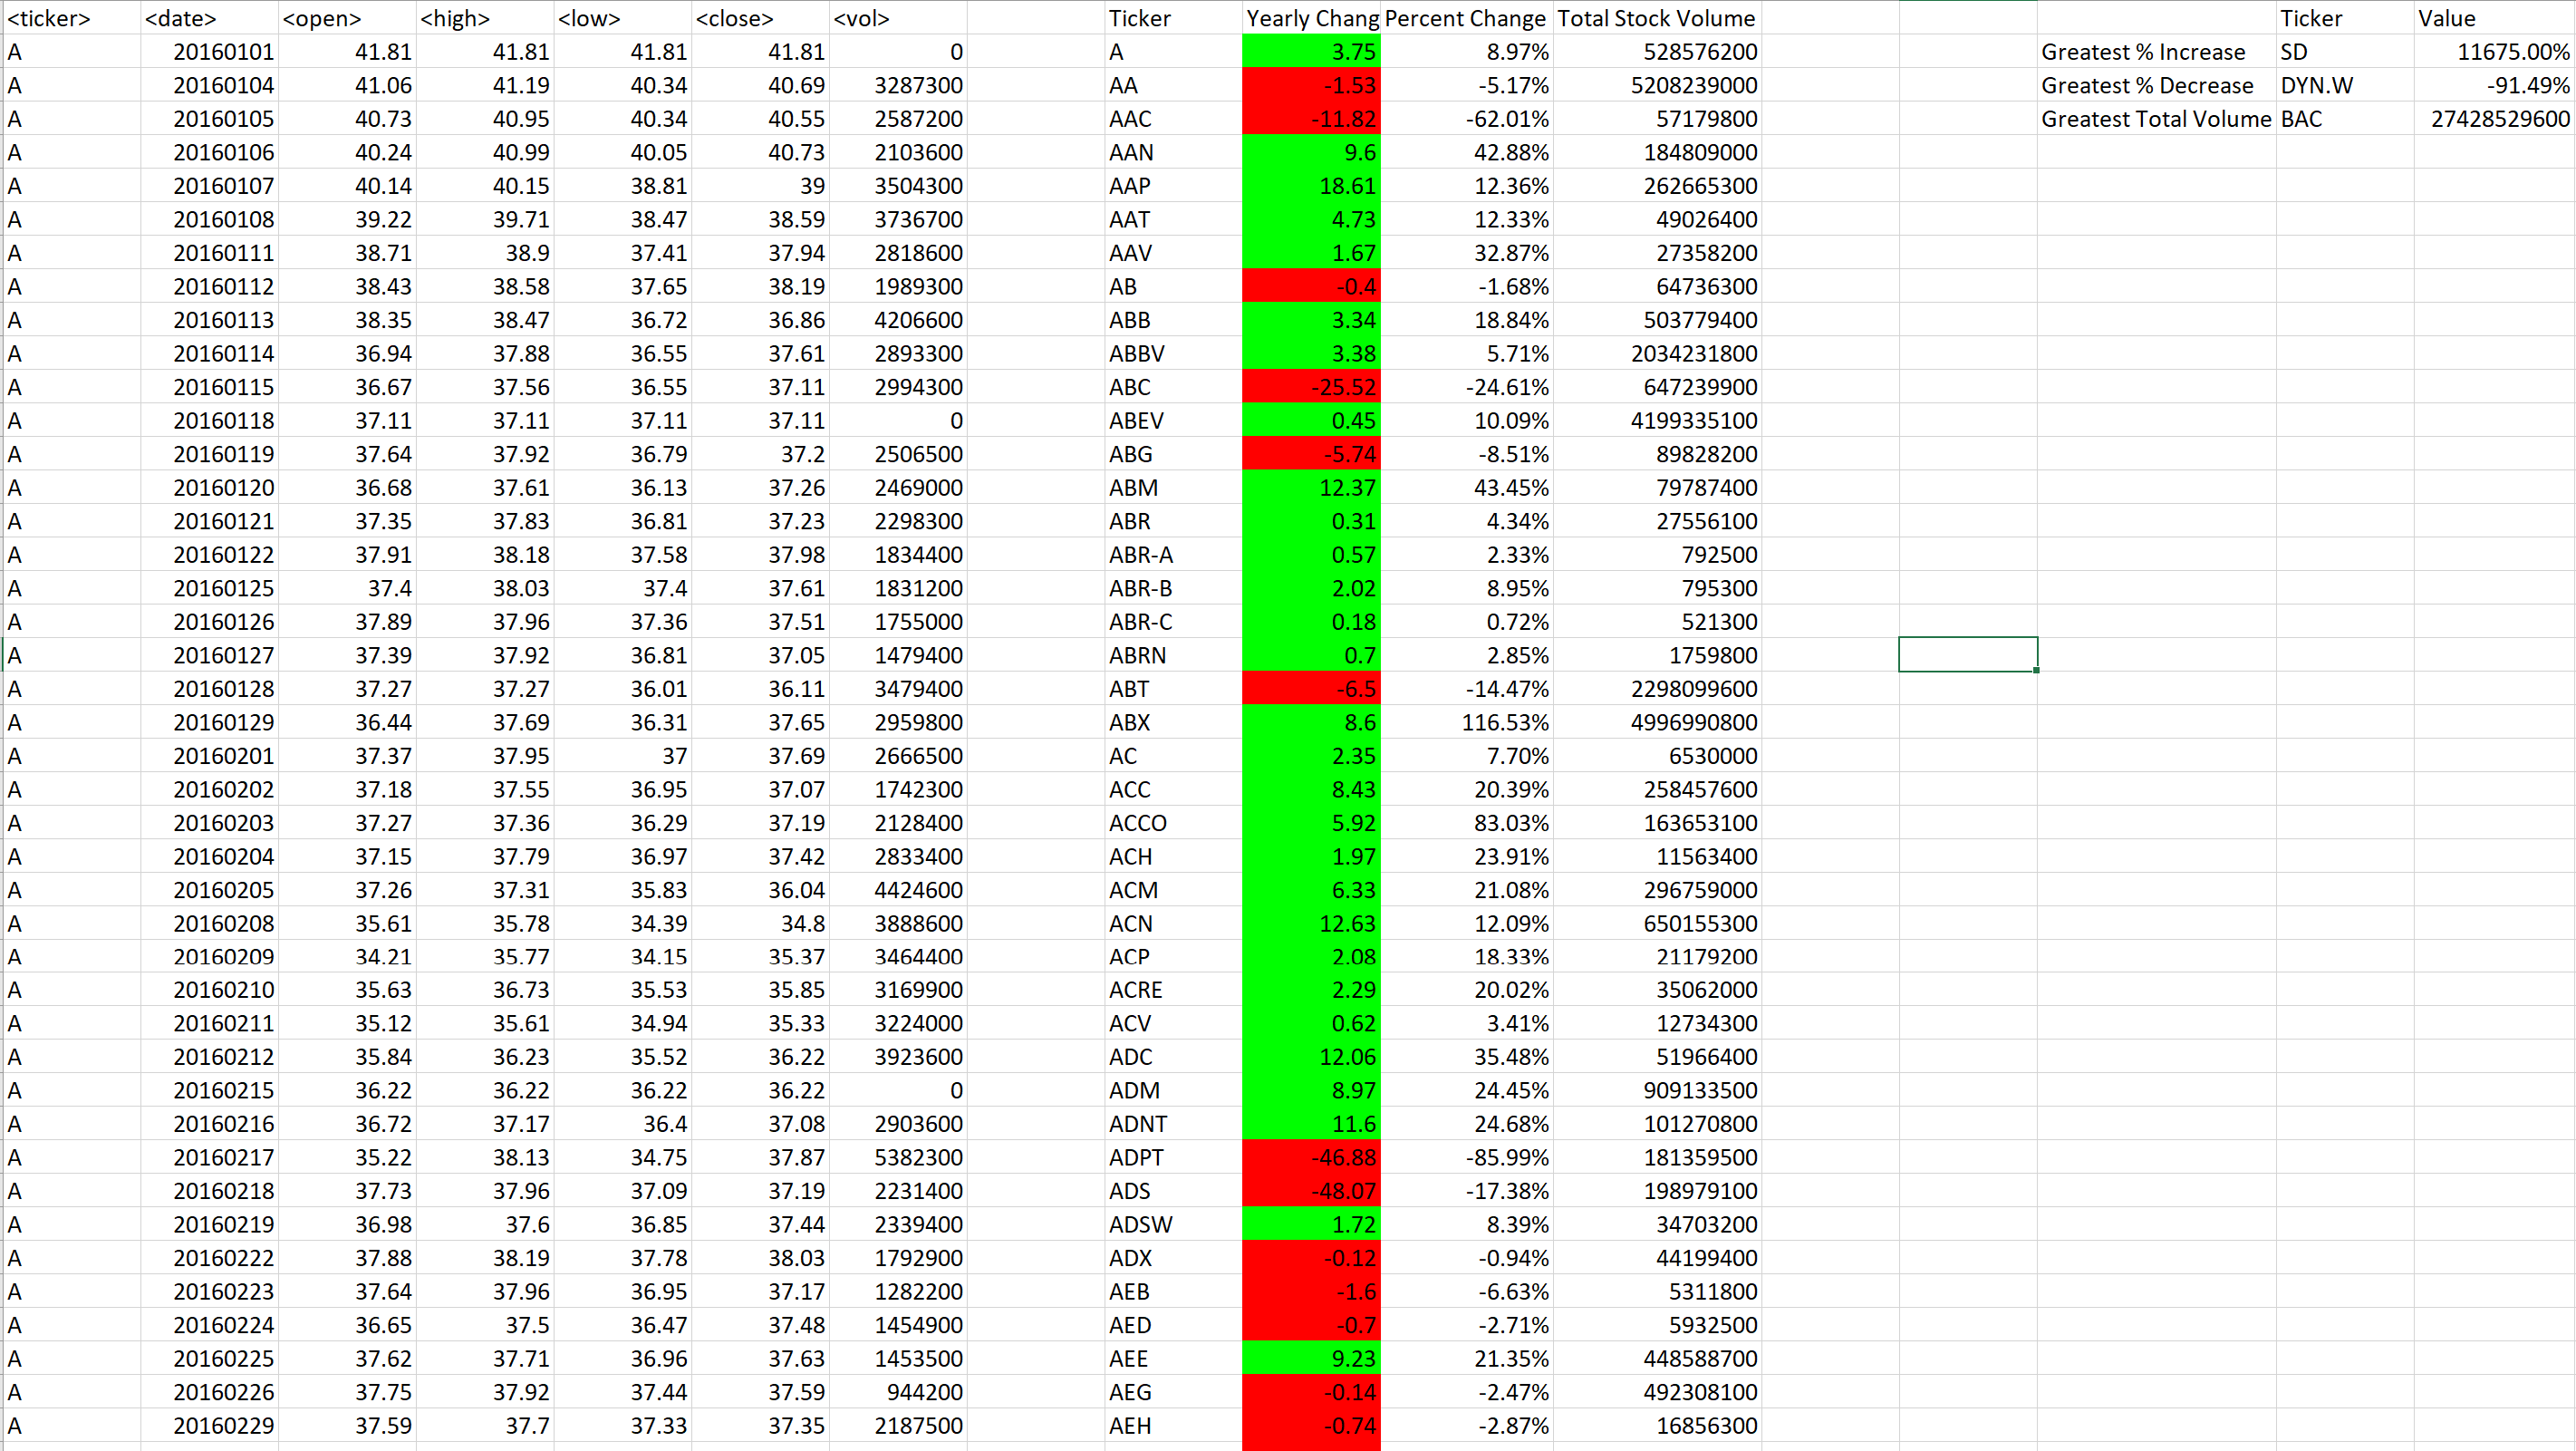 <ticker> <date> <open> <high> <low> <close> <vol> Ticker Yearly Chang Percent Change Total Stock Volume Ticker Value
A 20160101 41.81 41.81 41.81 41.81 0 A 3.75 8.97% 528576200 Greatest % Increase SD 11675.00%
A 20160104 41.06 41.19 40.34 40.69 3287300 AA -1.53 -5.17% 5208239000 Greatest % Decrease DYN.W -91.49%
A 20160105 40.73 40.95 40.34 40.55 2587200 AAC -11.82 -62.01% 57179800 Greatest Total Volume BAC 27428529600
A 20160106 40.24 40.99 40.05 40.73 2103600 AAN 9.6 42.88% 184809000
A 20160107 40.14 40.15 38.81 39 3504300 AAP 18.61 12.36% 262665300
A 20160108 39.22 39.71 38.47 38.59 3736700 AAT 4.73 12.33% 49026400
A 20160111 38.71 38.9 37.41 37.94 2818600 AAV 1.67 32.87% 27358200
A 20160112 38.43 38.58 37.65 38.19 1989300 AB -0.4 -1.68% 64736300
A 20160113 38.35 38.47 36.72 36.86 4206600 ABB 3.34 18.84% 503779400
A 20160114 36.94 37.88 36.55 37.61 2893300 ABBV 3.38 5.71% 2034231800
A 20160115 36.67 37.56 36.55 37.11 2994300 ABC -25.52 -24.61% 647239900
A 20160118 37.11 37.11 37.11 37.11 0 ABEV 0.45 10.09% 4199335100
A 20160119 37.64 37.92 36.79 37.2 2506500 ABG -5.74 -8.51% 89828200
A 20160120 36.68 37.61 36.13 37.26 2469000 ABM 12.37 43.45% 79787400
A 20160121 37.35 37.83 36.81 37.23 2298300 ABR 0.31 4.34% 27556100
A 20160122 37.91 38.18 37.58 37.98 1834400 ABR-A 0.57 2.33% 792500
A 20160125 37.4 38.03 37.4 37.61 1831200 ABR-B 2.02 8.95% 795300
A 20160126 37.89 37.96 37.36 37.51 1755000 ABR-C 0.18 0.72% 521300
A 20160127 37.39 37.92 36.81 37.05 1479400 ABRN 0.7 2.85% 1759800
A 20160128 37.27 37.27 36.01 36.11 3479400 ABT -6.5 -14.47% 2298099600
A 20160129 36.44 37.69 36.31 37.65 2959800 ABX 8.6 116.53% 4996990800
A 20160201 37.37 37.95 37 37.69 2666500 AC 2.35 7.70% 6530000
A 20160202 37.18 37.55 36.95 37.07 1742300 ACC 8.43 20.39% 258457600
A 20160203 37.27 37.36 36.29 37.19 2128400 ACCO 5.92 83.03% 163653100
A 20160204 37.15 37.79 36.97 37.42 2833400 ACH 1.97 23.91% 11563400
A 20160205 37.26 37.31 35.83 36.04 4424600 ACM 6.33 21.08% 296759000
A 20160208 35.61 35.78 34.39 34.8 3888600 ACN 12.63 12.09% 650155300
A 20160209 34.21 35.77 34.15 35.37 3464400 ACP 2.08 18.33% 21179200
A 20160210 35.63 36.73 35.53 35.85 3169900 ACRE 2.29 20.02% 35062000
A 20160211 35.12 35.61 34.94 35.33 3224000 ACV 0.62 3.41% 12734300
A 20160212 35.84 36.23 35.52 36.22 3923600 ADC 12.06 35.48% 51966400
A 20160215 36.22 36.22 36.22 36.22 0 ADM 8.97 24.45% 909133500
A 20160216 36.72 37.17 36.4 37.08 2903600 ADNT 11.6 24.68% 101270800
A 20160217 35.22 38.13 34.75 37.87 5382300 ADPT -46.88 -85.99% 181359500
A 20160218 37.73 37.96 37.09 37.19 2231400 ADS -48.07 -17.38% 198979100
A 20160219 36.98 37.6 36.85 37.44 2339400 ADSW 1.72 8.39% 34703200
A 20160222 37.88 38.19 37.78 38.03 1792900 ADX -0.12 -0.94% 44199400
A 20160223 37.64 37.96 36.95 37.17 1282200 AEB -1.6 -6.63% 5311800
A 20160224 36.65 37.5 36.47 37.48 1454900 AED -0.7 -2.71% 5932500
A 20160225 37.62 37.71 36.96 37.63 1453500 AEE 9.23 21.35% 448588700
A 20160226 37.75 37.92 37.44 37.59 944200 AEG -0.14 -2.47% 492308100
A 20160229 37.59 37.7 37.33 37.35 2187500 AEH -0.74 -2.87% 16856300